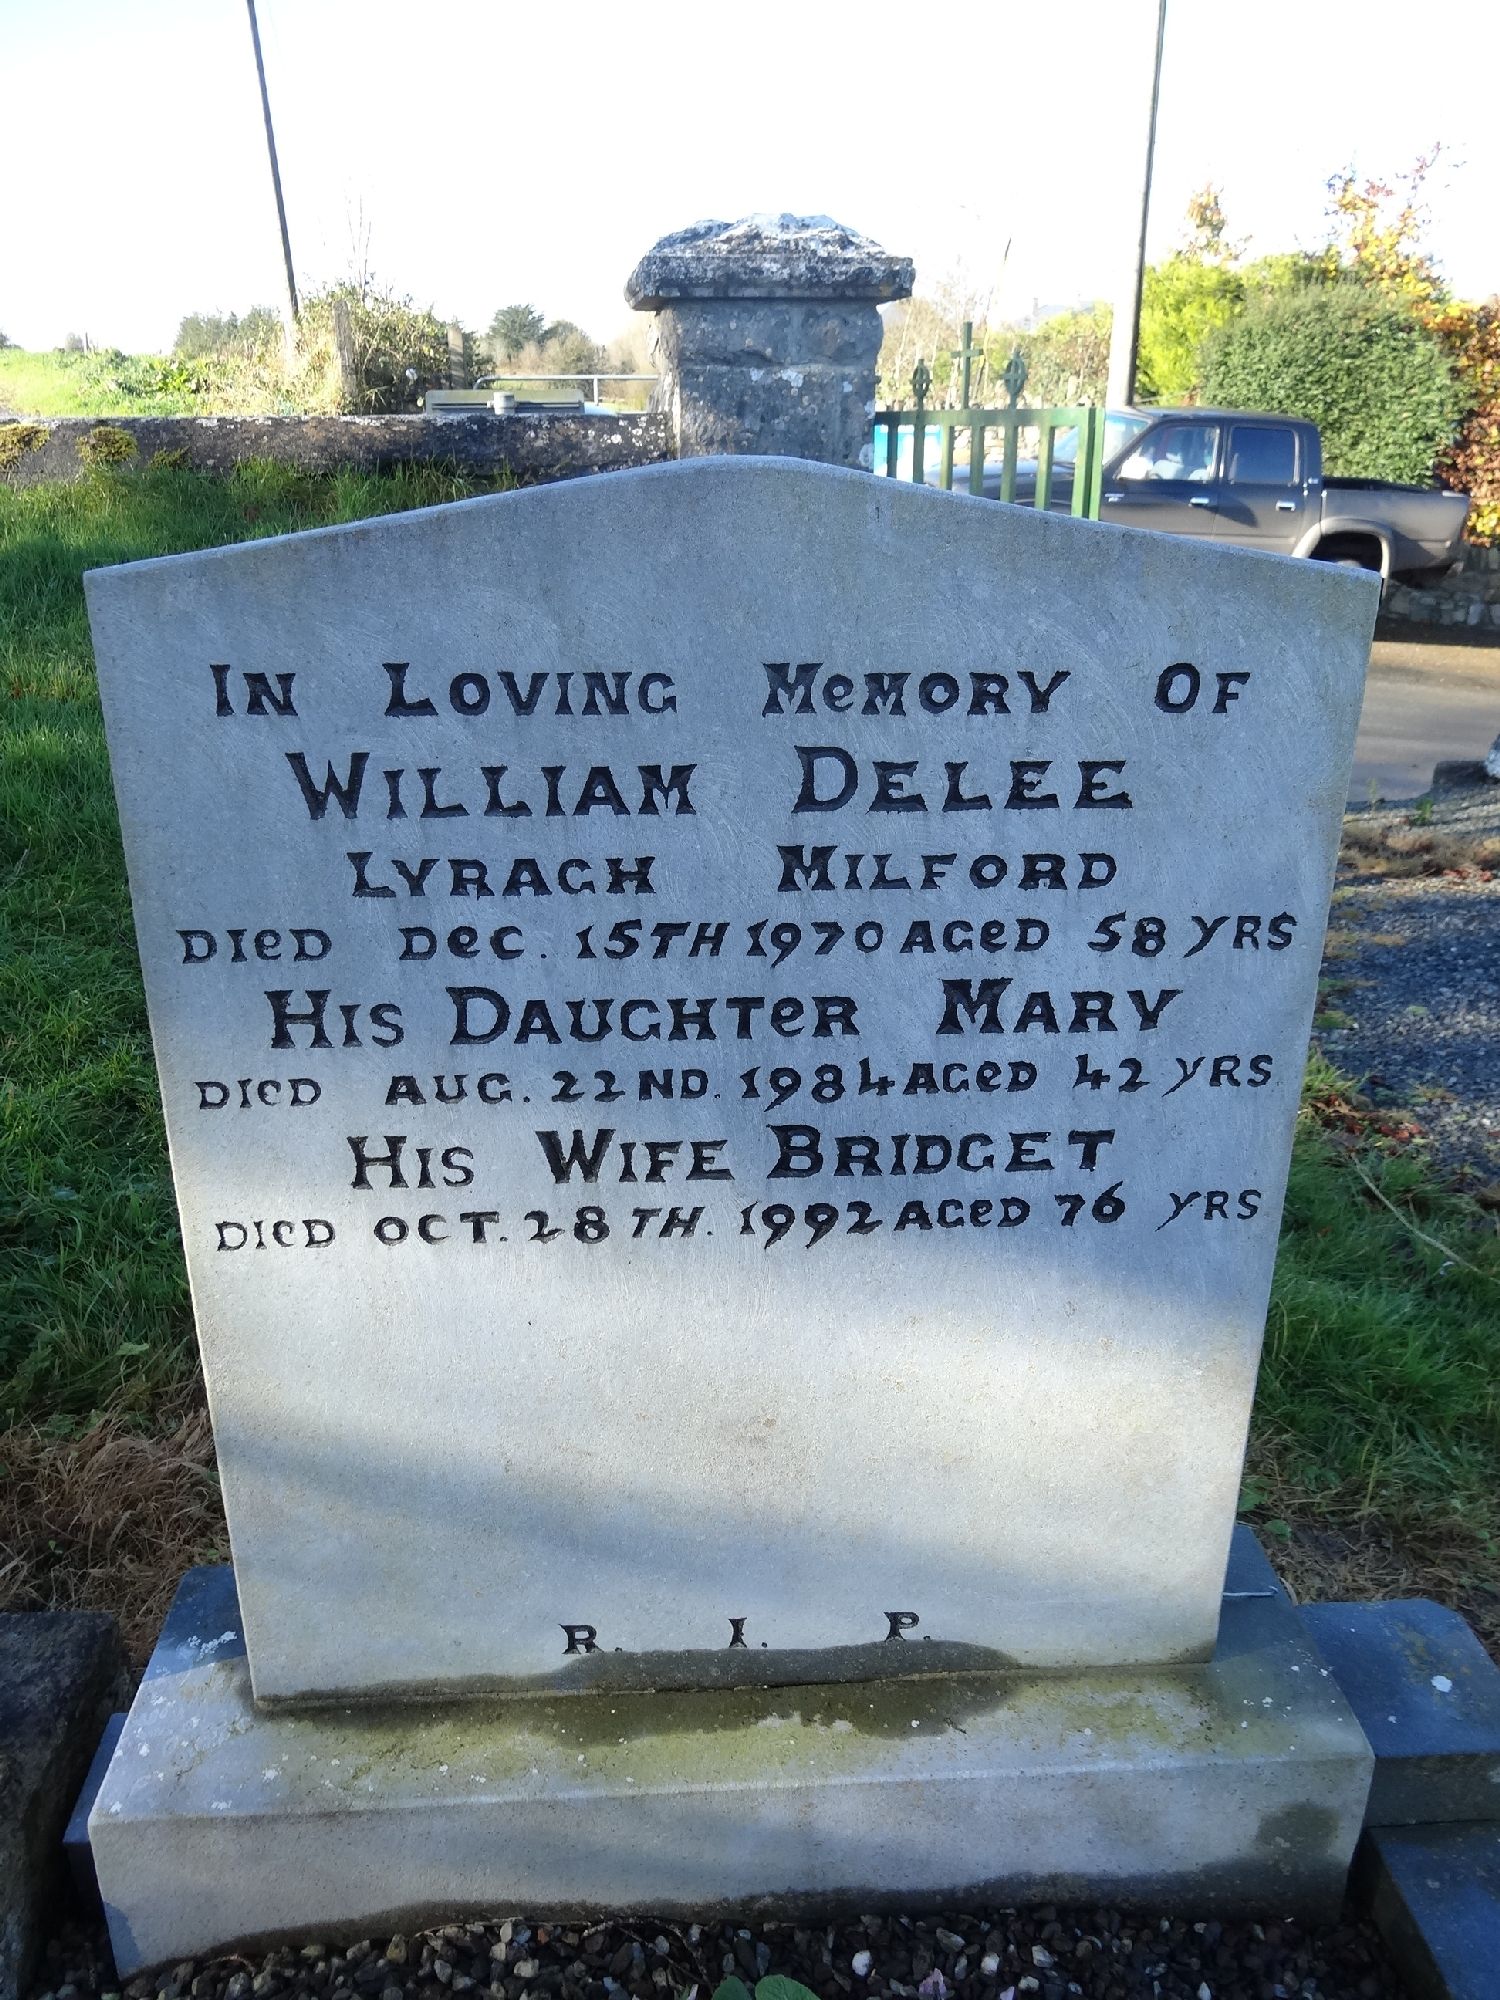 IN LOVING MEMORY OF
WILLIAM DELEE
LYRAGH MILFORD
DIED DEC. 15TH 1970 AGED 58 YRS
HIS DAUGHTER MARY
DIED AUG. 22ND. 1984 AGED 42 YRS
HIS WIFE BRIDGET
DIED OCT. 28TH. 1992 AGED 76 YRS
R. I. P.